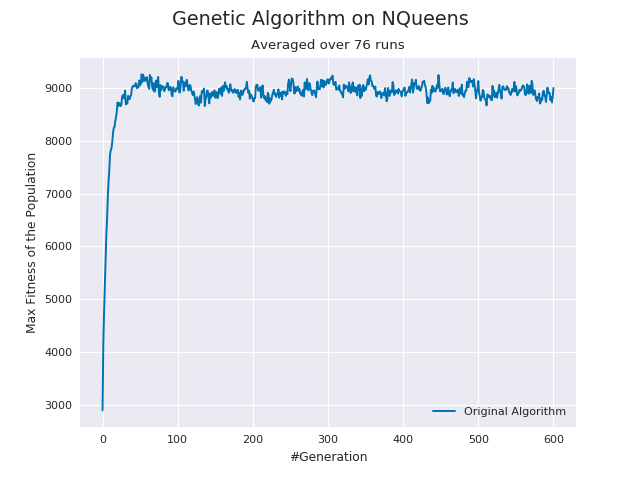 Genetic Algorithm on NQueens
Averaged over 76 runs
Max Fitness of the Population
9000
8000
7000
6000
5000
4000
3000
0 100 200 300 400 500 600
#Generation
Original Algorithm